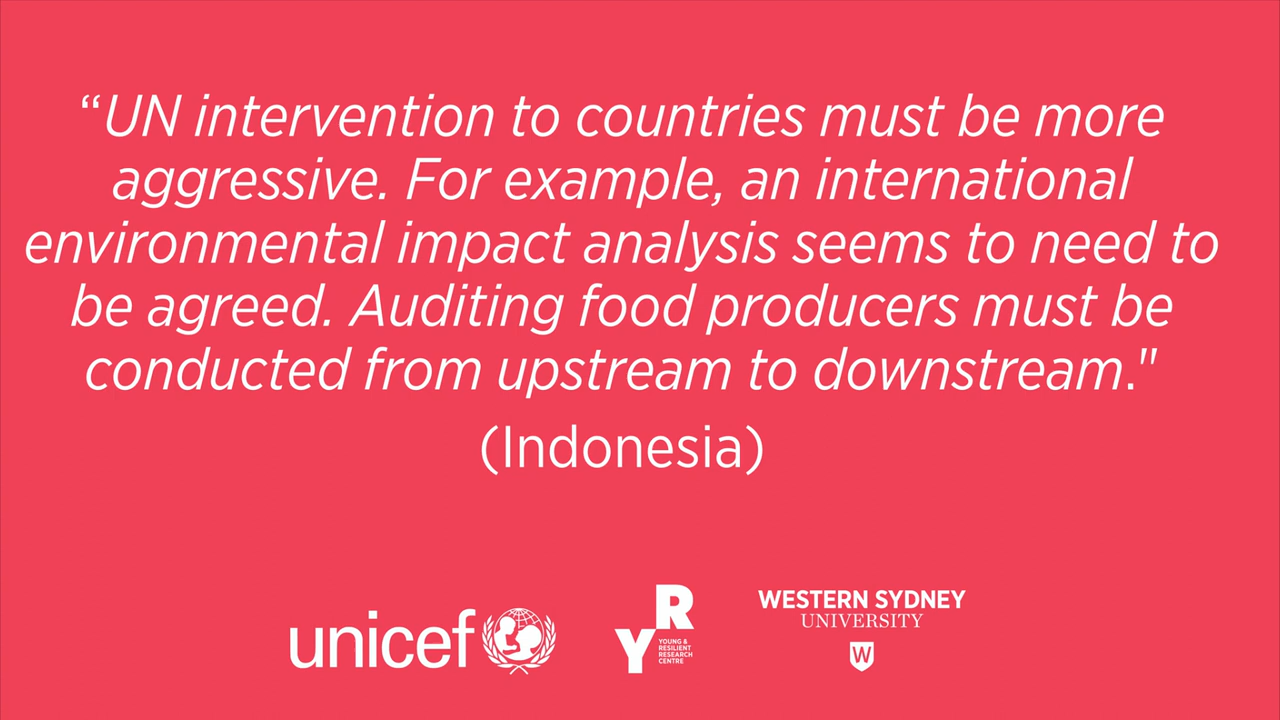 “UN intervention to countries must be more
aggressive. For example, an international
environmental impact analysis seems to need to
be agreed. Auditing food producers must be
conducted from upstream to downstream."
(Indonesia)
unicef
YR
YOUNG &
RESILIENT
RESEARCH
CENTRE
WESTERN SYDNEY
UNIVERSITY
W